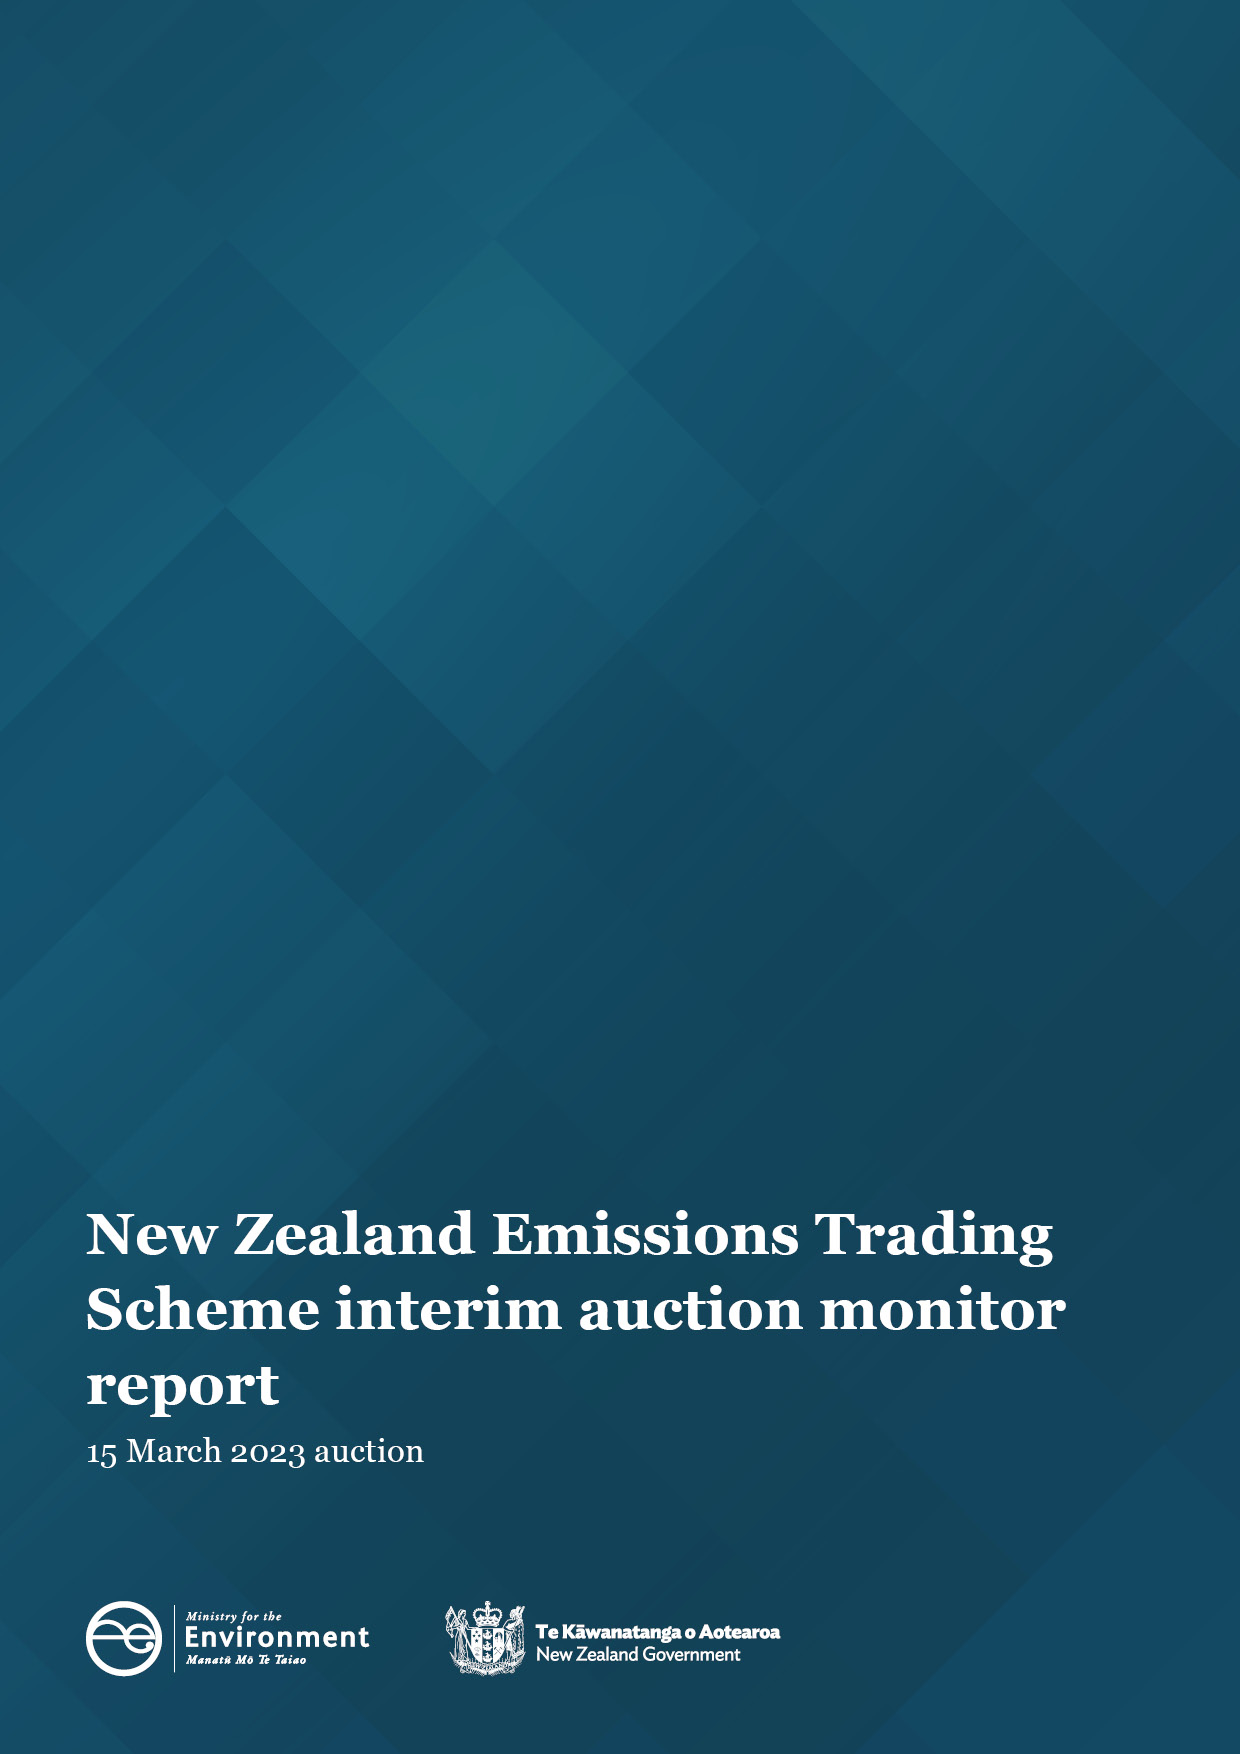 New Zealand Emissions Trading
Scheme interim auction monitor
report
15 March 2023 auction
Ministry for the
Environment
Manatū Mō Te Taiao
Te Kāwanatanga o Aotearoa
New Zealand Government